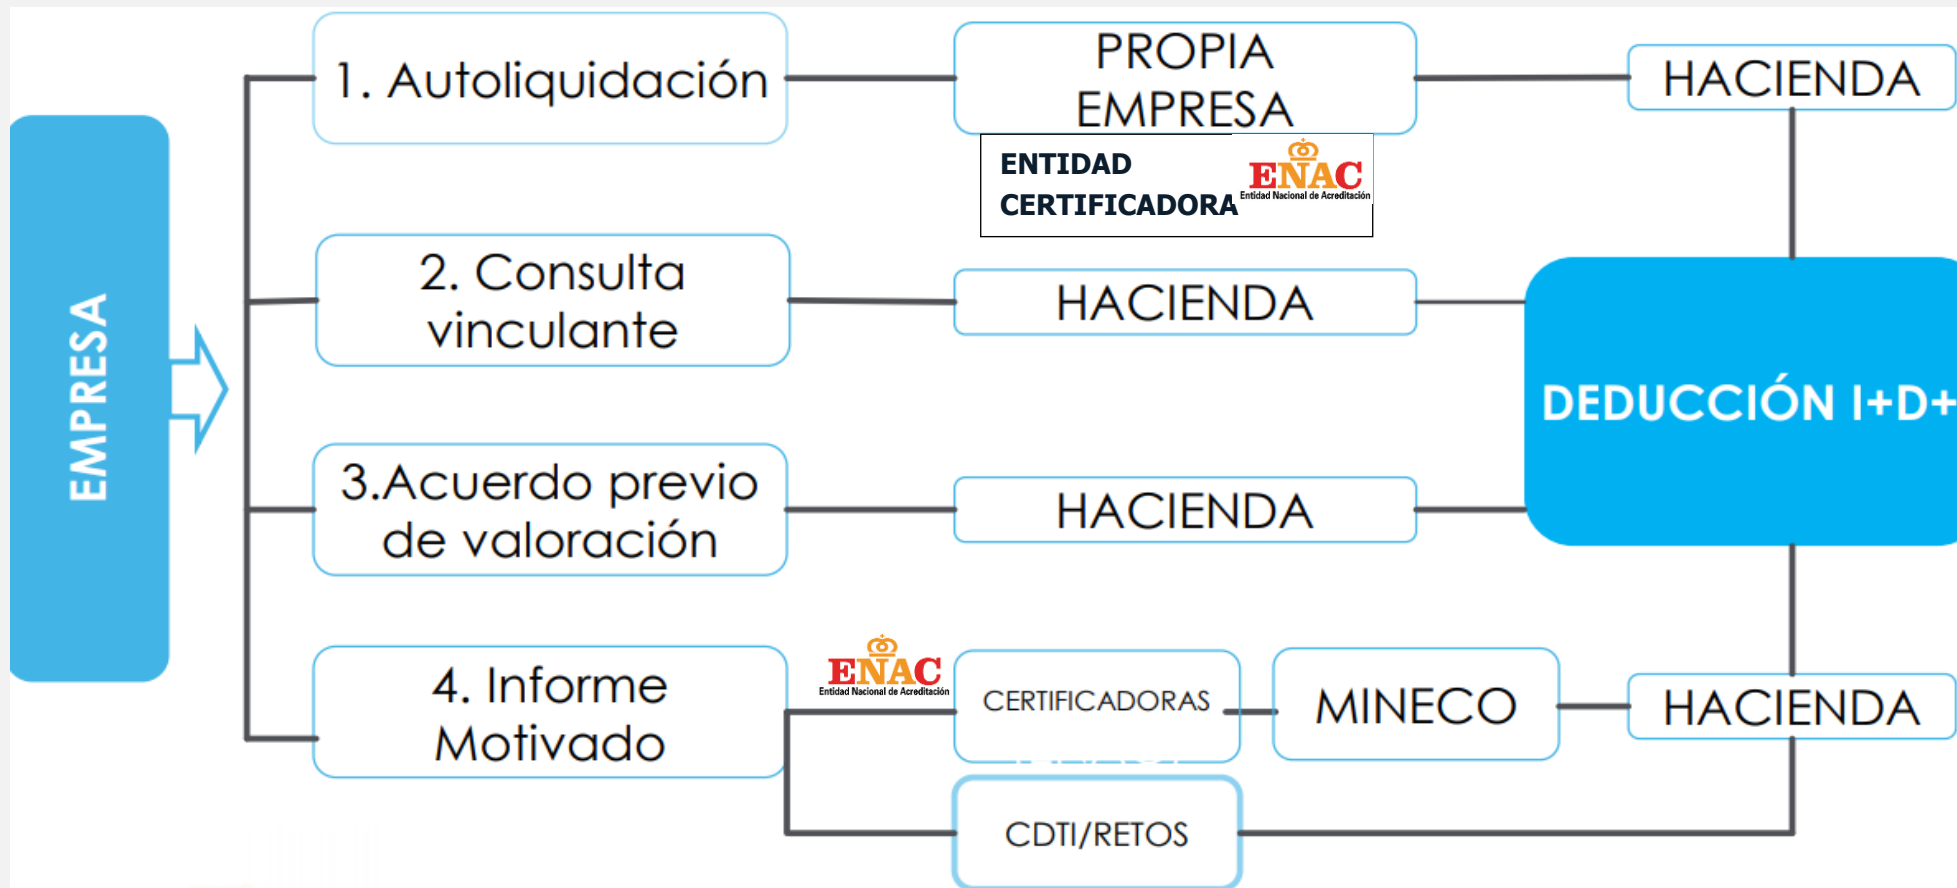 EMPRESA
1. Autoliquidación
PROPIA
EMPRESA
HACIENDA
ENTIDAD
CERTIFICADORA
ENAC
Entidad Nacional de Acreditación
2. Consulta
vinculante
HACIENDA
DEDUCCIÓN I+D+
3.Acuerdo previo
de valoración
HACIENDA
4. Informe
Motivado
ENAC
Entidad Nacional de Acreditación
CERTIFICADORAS
MINECO
HACIENDA
CDTI/RETOS